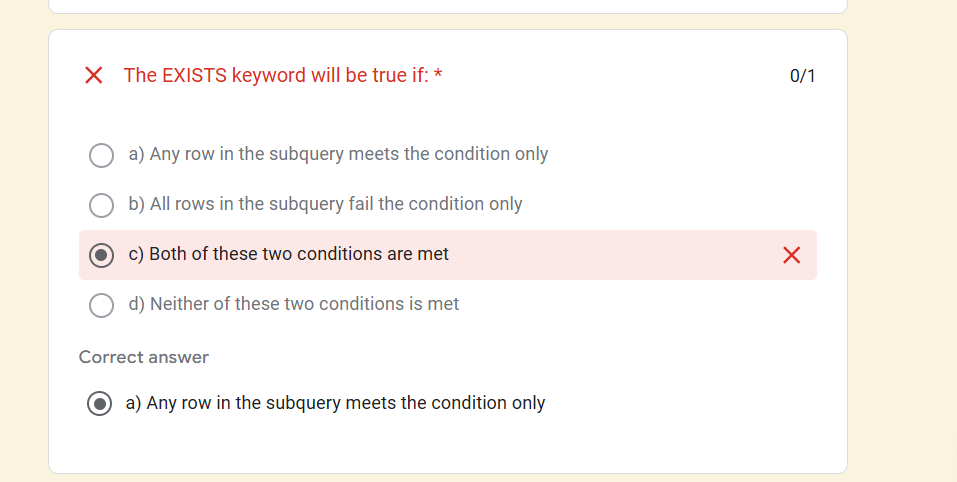 The EXISTS keyword will be true if: *
0/1
a) Any row in the subquery meets the condition only
b) All rows in the subquery fail the condition only
c) Both of these two conditions are met
d) Neither of these two conditions is met
Correct answer
a) Any row in the subquery meets the condition only